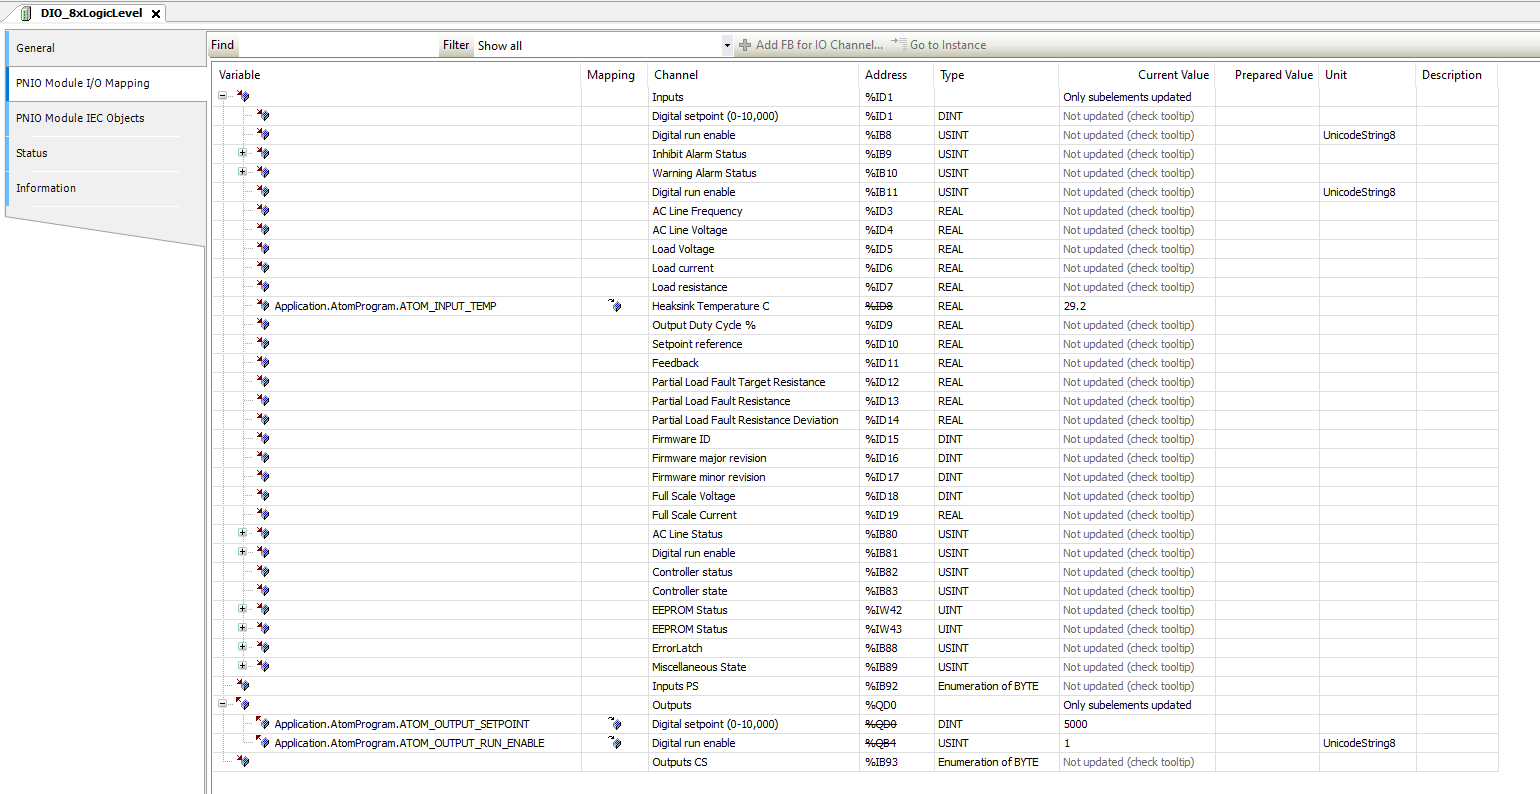 DIO_8xLogicLevel
General
PNIO Module I/O Mapping
PNIO Module IEC Objects
Status
Information
Find Filter Show all Add FB for IO Channel... Go to Instance
Variable Mapping Channel Address Type Current Value Prepared Value Unit Description
Inputs %ID1 Only subelements updated
Digital setpoint (0-10,000) %ID1 DINT Not updated (check tooltip)
Digital run enable %IB8 USINT Not updated (check tooltip) UnicodeString8
Inhibit Alarm Status %IB9 USINT Not updated (check tooltip)
Warning Alarm Status %IB10 USINT Not updated (check tooltip)
Digital run enable %IB11 USINT Not updated (check tooltip) UnicodeString8
AC Line Frequency %ID3 REAL Not updated (check tooltip)
AC Line Voltage %ID4 REAL Not updated (check tooltip)
Load Voltage %ID5 REAL Not updated (check tooltip)
Load current %ID6 REAL Not updated (check tooltip)
Load resistance %ID7 REAL Not updated (check tooltip)
Application.AtomProgram.ATOM_INPUT_TEMP Heaksink Temperature C %ID8 REAL 29.2
Output Duty Cycle % %ID9 REAL Not updated (check tooltip)
Setpoint reference %ID10 REAL Not updated (check tooltip)
Feedback %ID11 REAL Not updated (check tooltip)
Partial Load Fault Target Resistance %ID12 REAL Not updated (check tooltip)
Partial Load Fault Resistance %ID13 REAL Not updated (check tooltip)
Partial Load Fault Resistance Deviation %ID14 REAL Not updated (check tooltip)
Firmware ID %ID15 DINT Not updated (check tooltip)
Firmware major revision %ID16 DINT Not updated (check tooltip)
Firmware minor revision %ID17 DINT Not updated (check tooltip)
Full Scale Voltage %ID18 DINT Not updated (check tooltip)
Full Scale Current %ID19 REAL Not updated (check tooltip)
AC Line Status %IB80 USINT Not updated (check tooltip)
Digital run enable %IB81 USINT Not updated (check tooltip)
Controller status %IB82 USINT Not updated (check tooltip)
Controller state %IB83 USINT Not updated (check tooltip)
EEPROM Status %IW42 UINT Not updated (check tooltip)
EEPROM Status %IW43 UINT Not updated (check tooltip)
ErrorLatch %IB88 USINT Not updated (check tooltip)
Miscellaneous State %IB89 USINT Not updated (check tooltip)
Inputs PS %IB92 Enumeration of BYTE Not updated (check tooltip)
Outputs %QD0 Only subelements updated
Application.AtomProgram.ATOM_OUTPUT_SETPOINT Digital setpoint (0-10,000) %QD0 DINT 5000
Application.AtomProgram.ATOM_OUTPUT_RUN_ENABLE Digital run enable %QB4 USINT 1 UnicodeString8
Outputs CS %IB93 Enumeration of BYTE Not updated (check tooltip)